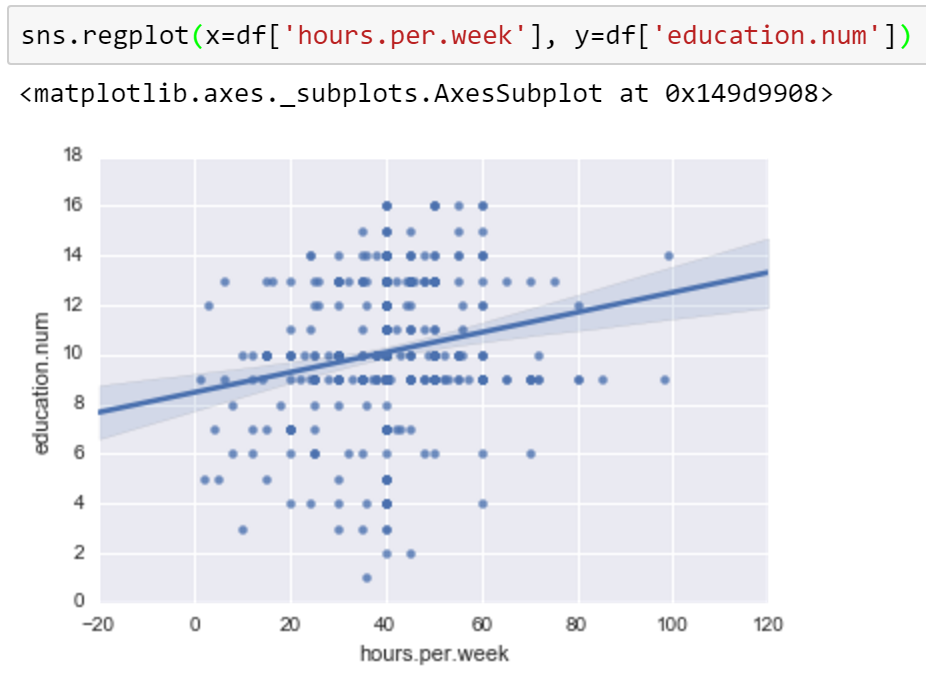 sns.regplot(x=df['hours.per.week'], y=df['education.num'])
<matplotlib.axes._subplots.AxesSubplot at 0x149d9908>
18
16
14
12
10
8
6
4
2
0
education.num
−20 0 20 40 60 80 100 120
hours.per.week